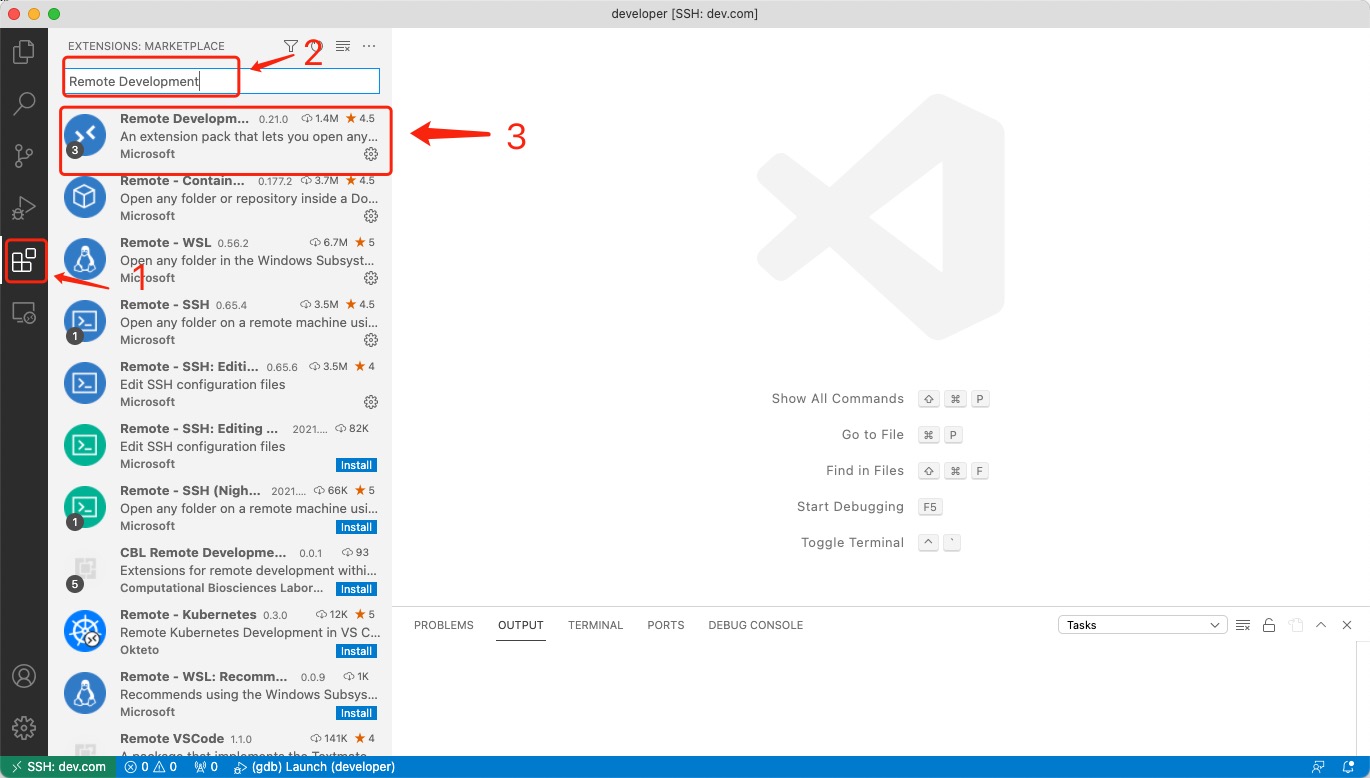 developer [SSH: dev.com]
EXTENSIONS: MARKETPLACE
2
Remote Development
Remote Developm... 0.21.0 1.4M 4.5
An extension pack that lets you open any...
3
Microsoft
3
Remote - Contain... 0.177.2 3.7M 4.5
Open any folder or repository inside a Do...
Microsoft
Remote - WSL 0.56.2 6.7M 5
Open any folder in the Windows Subsyst...
Microsoft
1
Remote - SSH 0.65.4 3.5M 4.5
Open any folder on a remote machine usi...
1
Microsoft
Remote - SSH: Editi... 0.65.6 3.5M 4
Edit SSH configuration files
Microsoft
Remote - SSH: Editing ... 2021.... 82K
Edit SSH configuration files
Microsoft Install
Remote - SSH (Nigh... 2021.... 66K 5
Open any folder on a remote machine usi...
1
Microsoft Install
CBL Remote Developme... 0.0.1 93
Extensions for remote development withi...
5
Computational Biosciences Labor... Install
Remote - Kubernetes 0.3.0 12K 5
Remote Kubernetes Development in VS C...
Okteto Install
Remote - WSL: Recomm... 0.0.9 1K
Recommends using the Windows Subsys...
Microsoft Install
Remote VSCode 1.1.0 141K 4
A package that implements the Textmate
Show All Commands ⇧ ⌘ P
Go to File ⌘ P
Find in Files ⇧ ⌘ F
Start Debugging F5
Toggle Terminal ^ `
PROBLEMS OUTPUT TERMINAL PORTS DEBUG CONSOLE Tasks
SSH: dev.com 0 0 0 (gdb) Launch (developer)